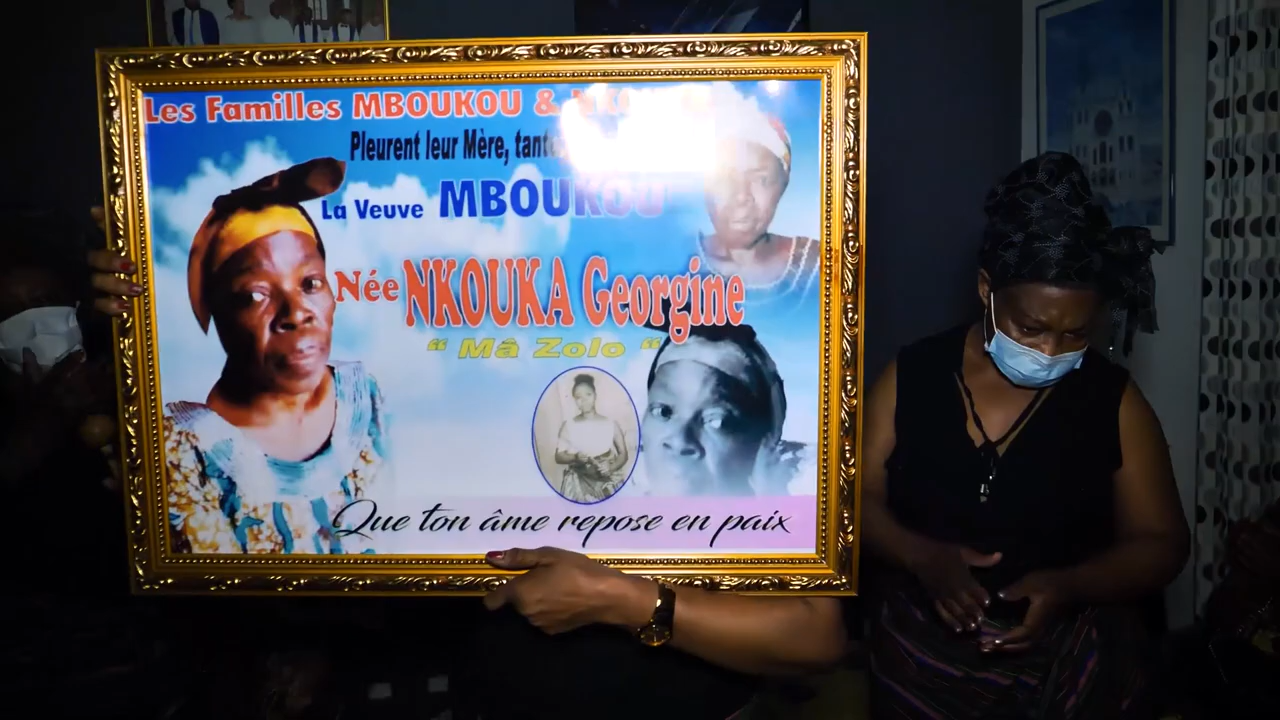 Les Familles MBOUKOU &
Pleurent leur Mère,
La Veuve MBOUKOU
Née NKOUKA Georgine
“ Mâ Zolo “
Que ton âme repose en paix